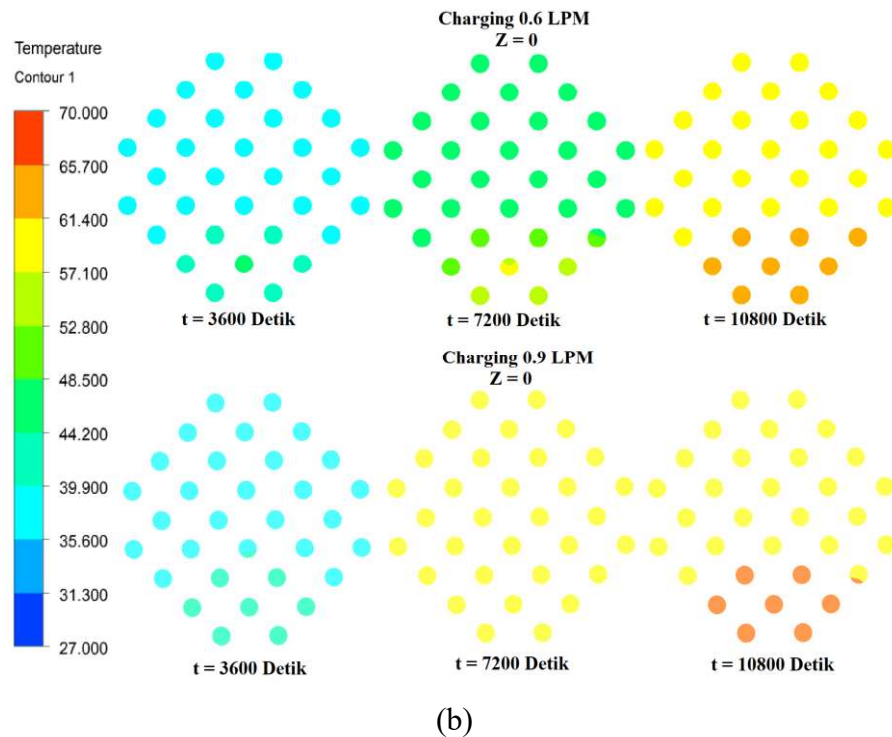 Charging 0.6 LPM
Z = 0
Temperature
Contour 1
70.000
65.700
61.400
57.100
52.800
48.500
44.200
39.900
35.600
31.300
27.000
t = 3600 Detik
t = 7200 Detik
t = 10800 Detik
Charging 0.9 LPM
Z = 0
t = 3600 Detik
t = 7200 Detik
t = 10800 Detik
(b)